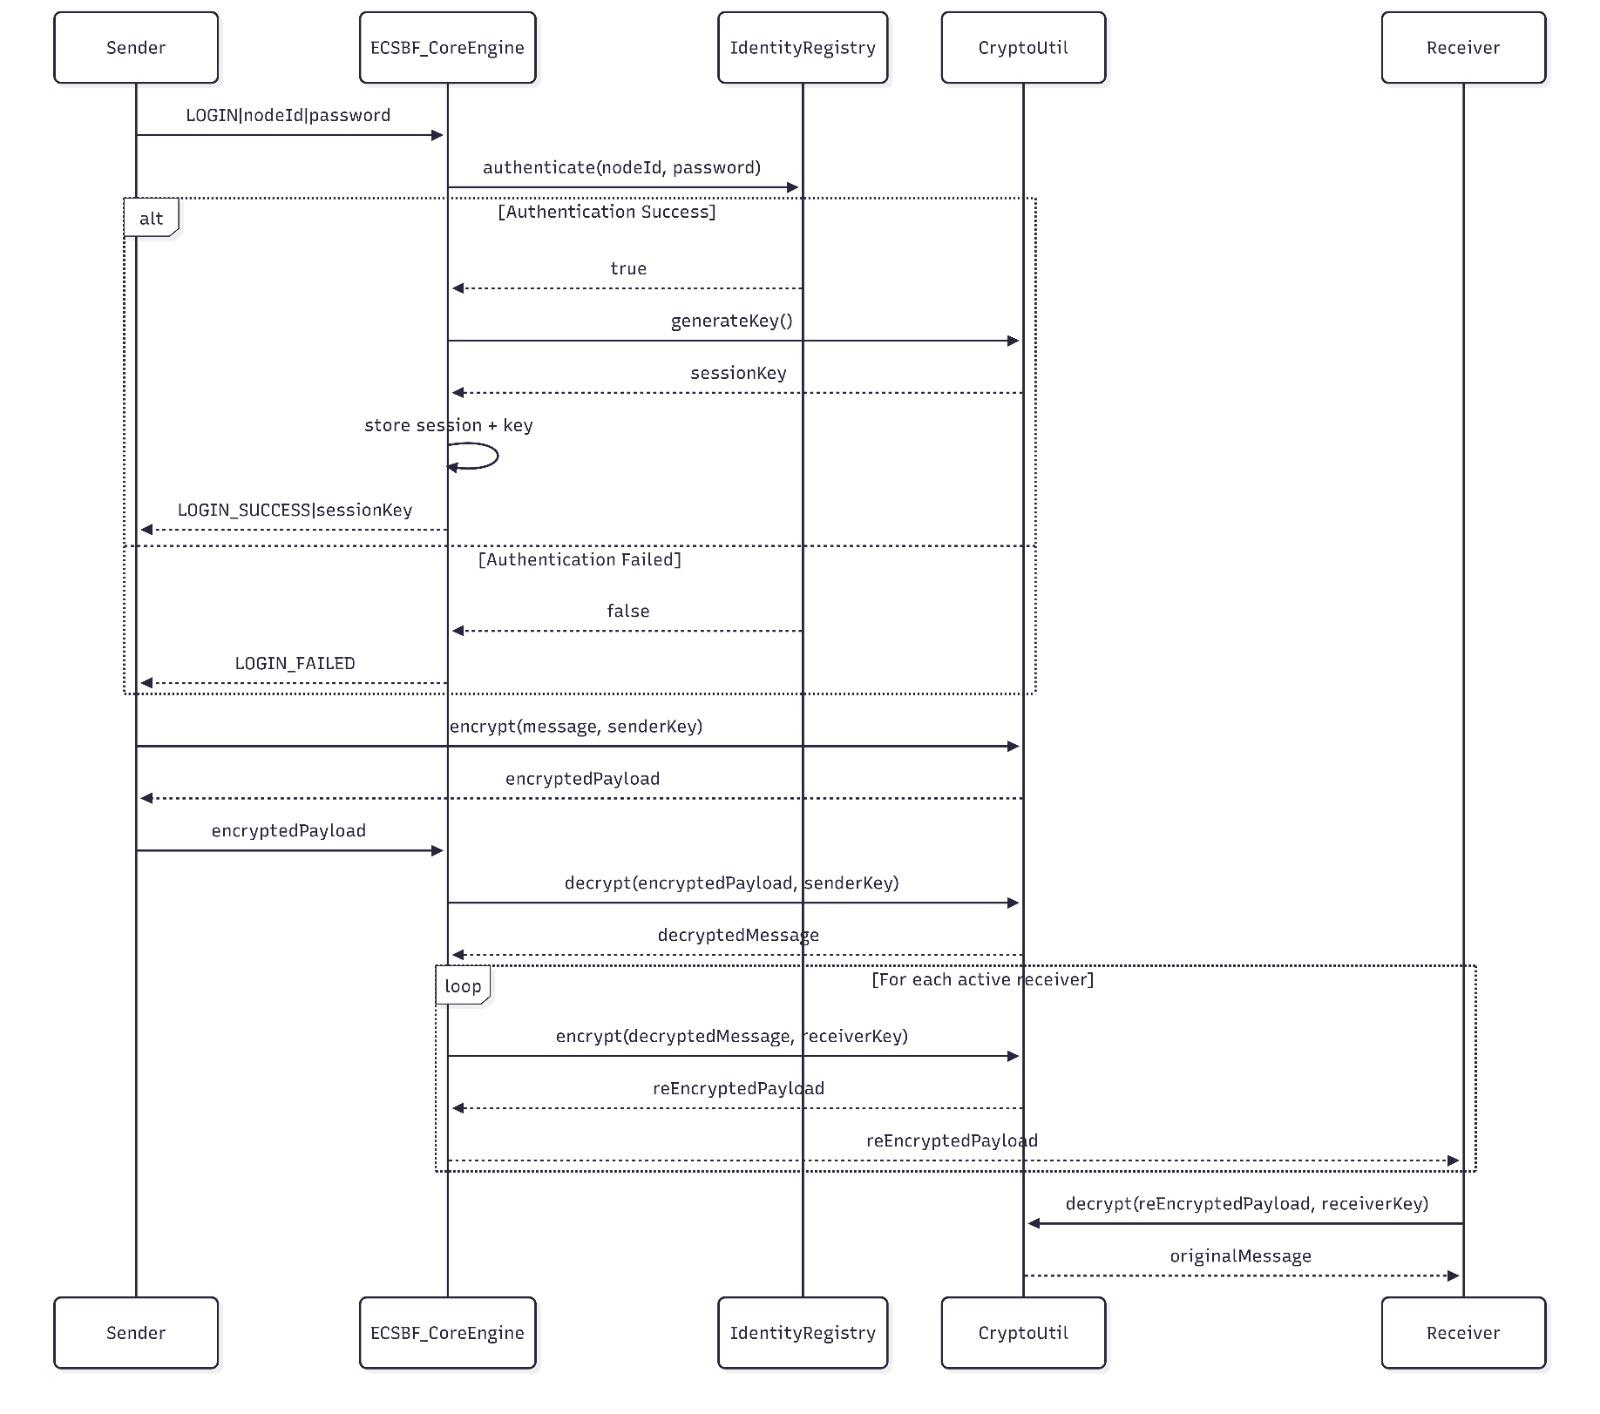 Sender
ECSBF_CoreEngine
IdentityRegistry
CryptoUtil
Receiver
LOGIN|nodeId|password
authenticate(nodeId, password)
alt
[Authentication Success]
true
generateKey()
sessionKey
store session + key
LOGIN_SUCCESS|sessionKey
[Authentication Failed]
false
LOGIN_FAILED
encrypt(message, senderKey)
encryptedPayload
encryptedPayload
decrypt(encryptedPayload, senderKey)
decryptedMessage
loop
[For each active receiver]
encrypt(decryptedMessage, receiverKey)
reEncryptedPayload
reEncryptedPayload
decrypt(reEncryptedPayload, receiverKey)
originalMessage
Sender
ECSBF_CoreEngine
IdentityRegistry
CryptoUtil
Receiver